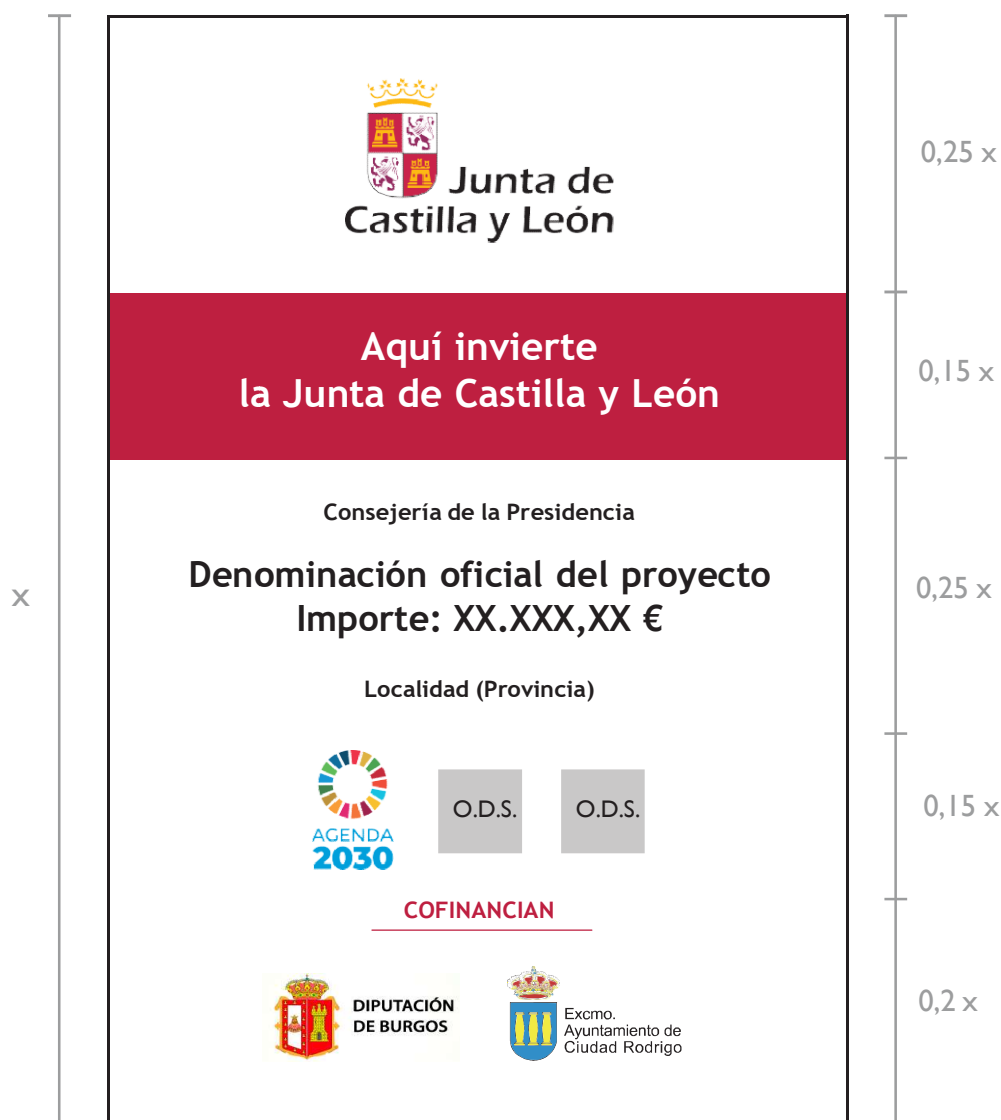 Junta de
Castilla y León
0,25 x
Aquí invierte
la Junta de Castilla y León
0,15 x
Consejería de la Presidencia
Denominación oficial del proyecto
Importe: XX.XXX,XX €
x
0,25 x
Localidad (Provincia)
AGENDA
2030
O.D.S.
O.D.S.
0,15 x
COFINANCIAN
DIPUTACIÓN
DE BURGOS
Excmo.
Ayuntamiento de
Ciudad Rodrigo
0,2 x